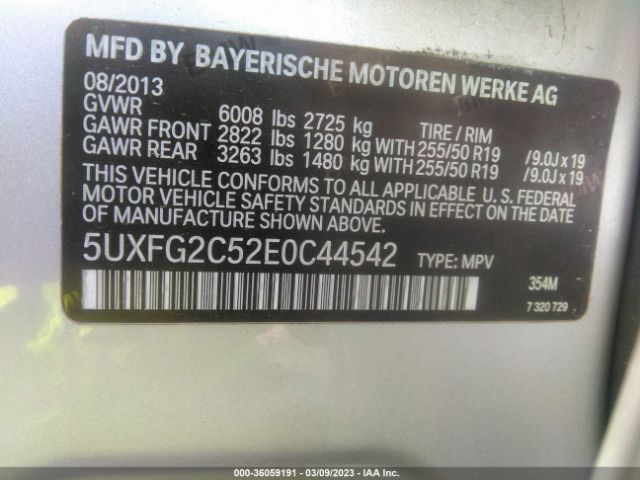 MFD BY BAYERISCHE MOTOREN WERKE AG
08/2013
GVWR 6008 lbs 2725 kg TIRE / RIM
GAWR FRONT 2822 lbs 1280 kg WITH 255/50 R19 /9.0J x 19
GAWR REAR 3263 lbs 1480 kg WITH 255/50 R19 /9.0J x 19
THIS VEHICLE CONFORMS TO ALL APPLICABLE U. S. FEDERAL
MOTOR VEHICLE SAFETY STANDARDS IN EFFECT ON THE DATE
OF MANUFACTURE SHOWN ABOVE.
5UXFG2C52E0C44542 TYPE: MPV
354M
7 320 729
000-36059191 - 03/09/2023 - IAA Inc.